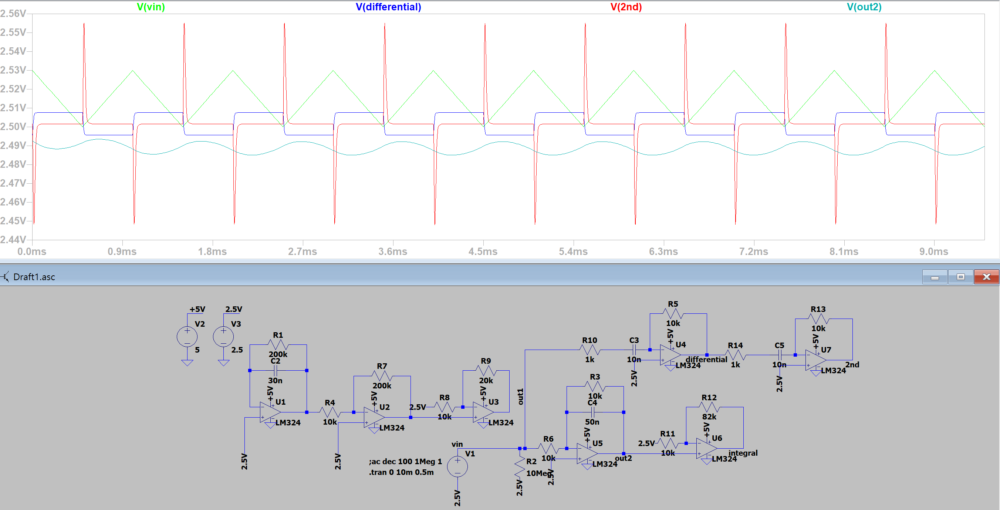 V(vin) V(differential) V(2nd) V(out2)
2.56V
2.55V
2.54V
2.53V
2.52V
2.51V
2.50V
2.49V
2.48V
2.47V
2.46V
2.45V
2.44V
0.0ms 0.9ms 1.8ms 2.7ms 3.6ms 4.5ms 5.4ms 6.3ms 7.2ms 8.1ms 9.0ms
Draft1.asc
+5V
V2
5
2.5V
V3
2.5
R1
200k
C2
30n
+5V
U1
LM324
2.5V
R4
10k
R7
200k
+5V
U2
LM324
2.5V
2.5V
R8
10k
R9
20k
+5V
U3
LM324
;ac dec 100 1Meg 1
.tran 0 10m 0.5m
vin
V1
2.5V
out1
R2
10Meg
2.5V
R6
10k
2.5V
R3
10k
C4
50n
+5V
U5
LM324
out2
R10
1k
C3
10n
2.5V
R5
10k
+5V
U4
LM324
differential
R14
1k
C5
10n
2.5V
R13
10k
+5V
U7
LM324
2nd
2.5V
R11
10k
R12
82k
+5V
U6
LM324
integral